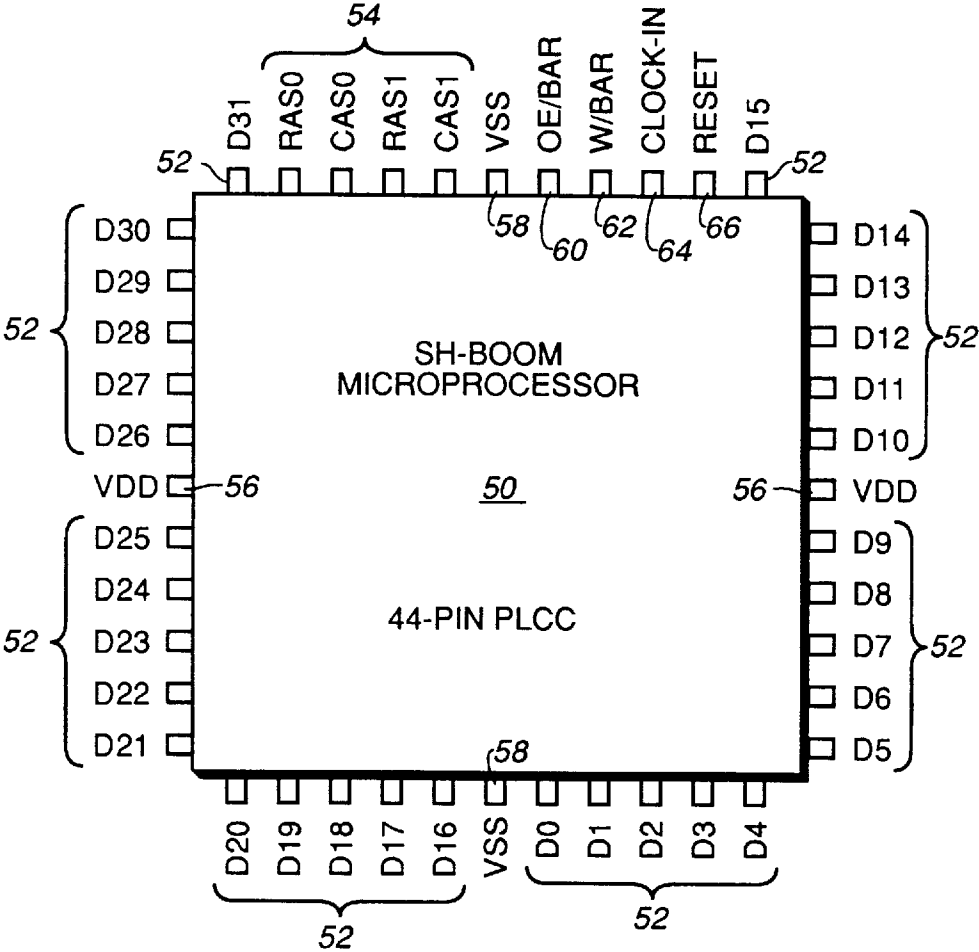 54
D31
RAS0
CAS0
RAS1
CAS1
VSS
OE/BAR
W/BAR
CLOCK-IN
RESET
D15
52
52
58
60
62
64
66
D30
D29
D28
D27
D26
52
VDD
56
D25
D24
D23
D22
D21
52
SH-BOOM
MICROPROCESSOR
50
44-PIN PLCC
D14
D13
D12
D11
D10
52
56
VDD
D9
D8
D7
D6
D5
52
58
D20
D19
D18
D17
D16
VSS
D0
D1
D2
D3
D4
52
52